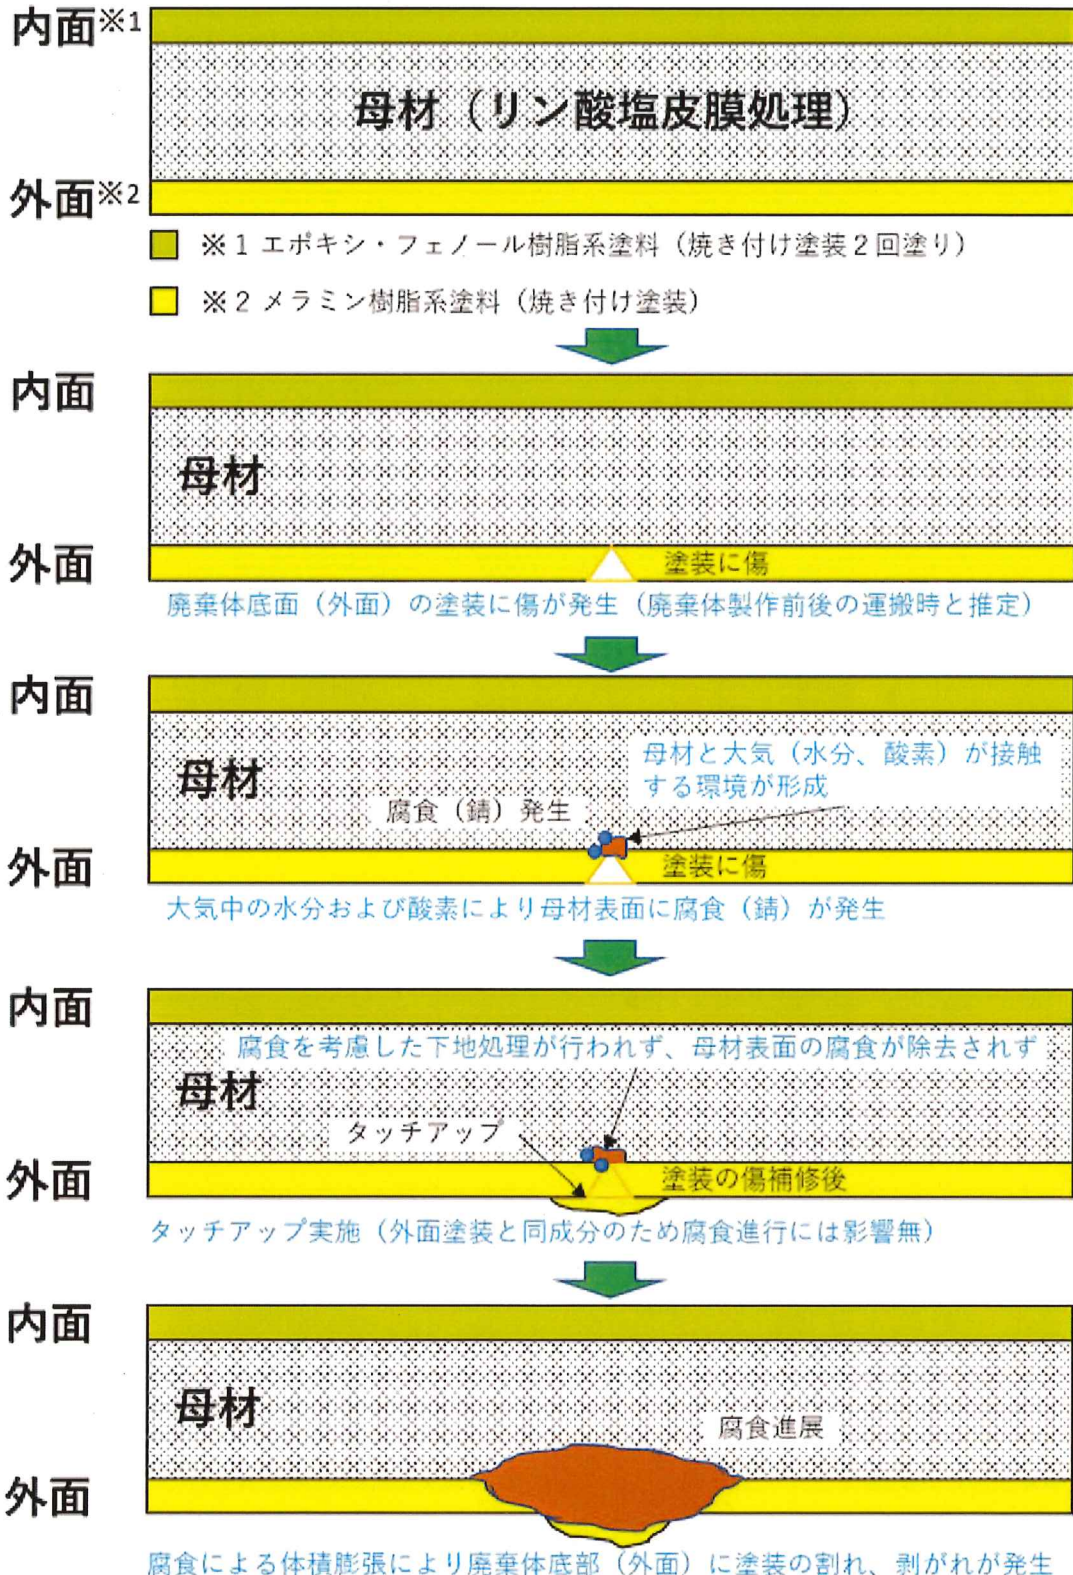 内面※1
母材（リン酸塩皮膜処理）
外面※2
※1 エポキシ・フェノール樹脂系塗料（焼き付け塗装２回塗り）
※2 メラミン樹脂系塗料（焼き付け塗装）
内面
母材
外面
塗装に傷
廃棄体底面（外面）の塗装に傷が発生（廃棄体製作前後の運搬時と推定）
内面
母材と大気（水分、酸素）が接触
する環境が形成
母材
腐食（錆）発生
外面
塗装に傷
大気中の水分および酸素により母材表面に腐食（錆）が発生
内面
腐食を考慮した下地処理が行われず、母材表面の腐食が除去されず
母材
タッチアップ
外面
塗装の傷補修後
タッチアップ実施（外面塗装と同成分のため腐食進行には影響無）
内面
母材
腐食進展
外面
腐食による体積膨張により廃棄体底部（外面）に塗装の割れ、剥がれが発生